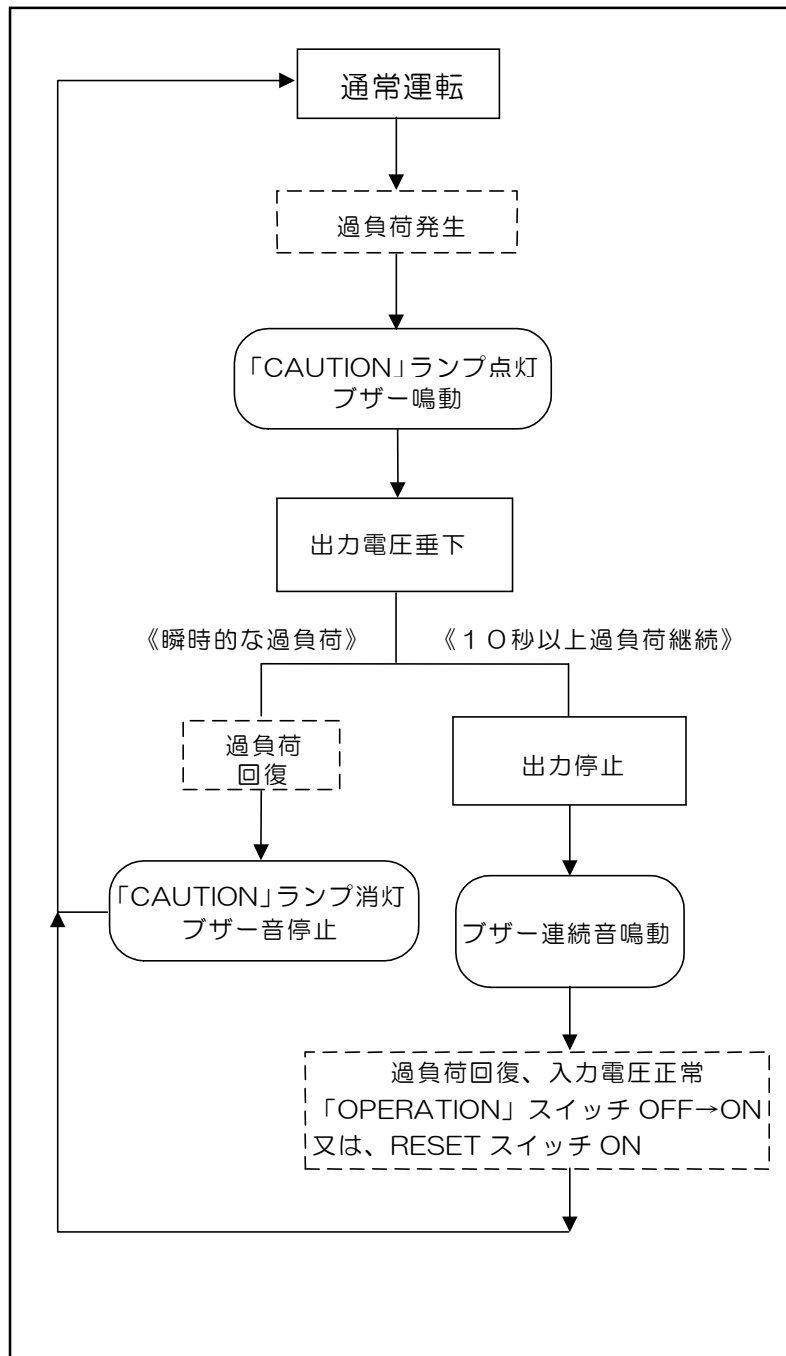 通常運転
過負荷発生
「CAUTION」ランプ点灯
ブザー鳴動
出力電圧垂下
《瞬時的な過負荷》
《１０秒以上過負荷継続》
過負荷
回復
出力停止
「CAUTION」ランプ消灯
ブザー音停止
ブザー連続音鳴動
過負荷回復、入力電圧正常
「OPERATION」スイッチ OFF→ON
又は、RESET スイッチ ON